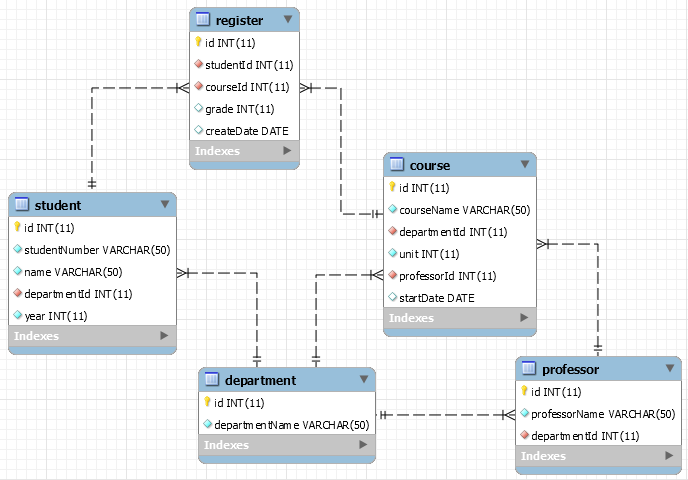 register
id INT(11)
studentId INT(11)
courseId INT(11)
grade INT(11)
createDate DATE
Indexes
course
id INT(11)
courseName VARCHAR(50)
departmentId INT(11)
unit INT(11)
professorId INT(11)
startDate DATE
Indexes
student
id INT(11)
studentNumber VARCHAR(50)
name VARCHAR(50)
departmentId INT(11)
year INT(11)
Indexes
department
id INT(11)
departmentName VARCHAR(50)
Indexes
professor
id INT(11)
professorName VARCHAR(50)
departmentId INT(11)
Indexes